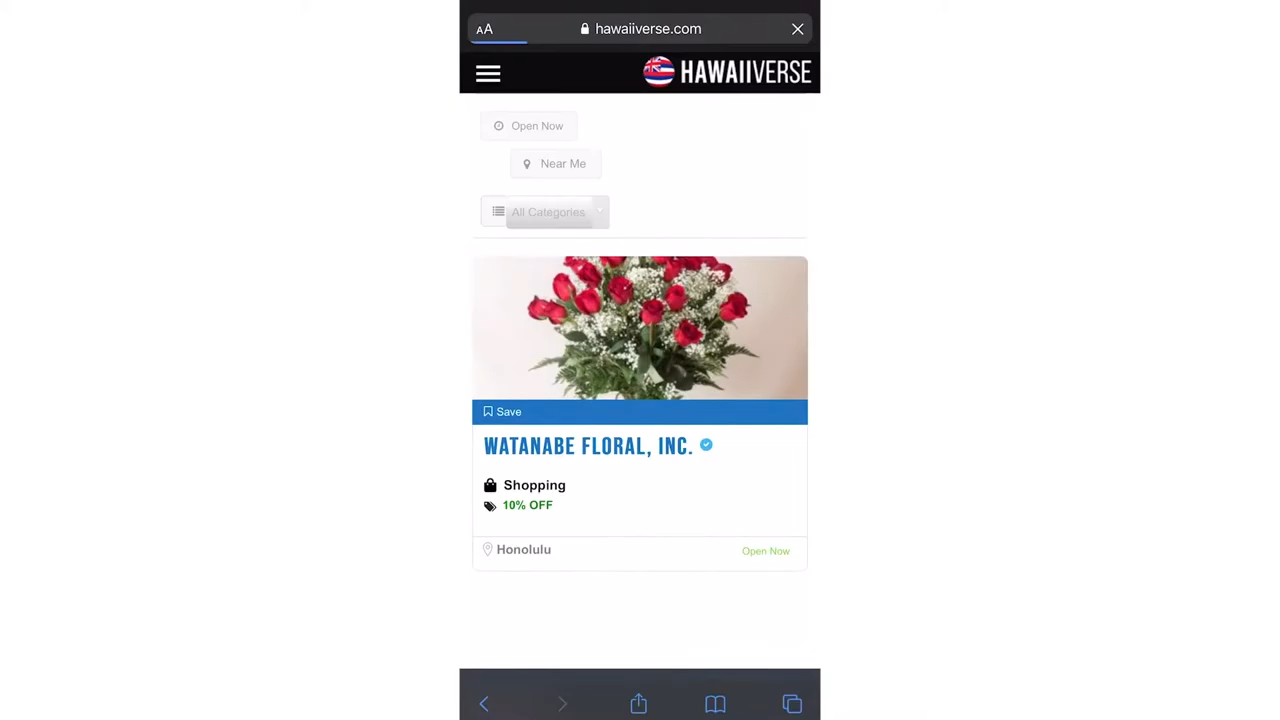 AA
hawaiiverse.com
HAWAIIVERSE
Open Now
Near Me
All Categories
Save
WATANABE FLORAL, INC.
Shopping
10% OFF
Honolulu
Open Now